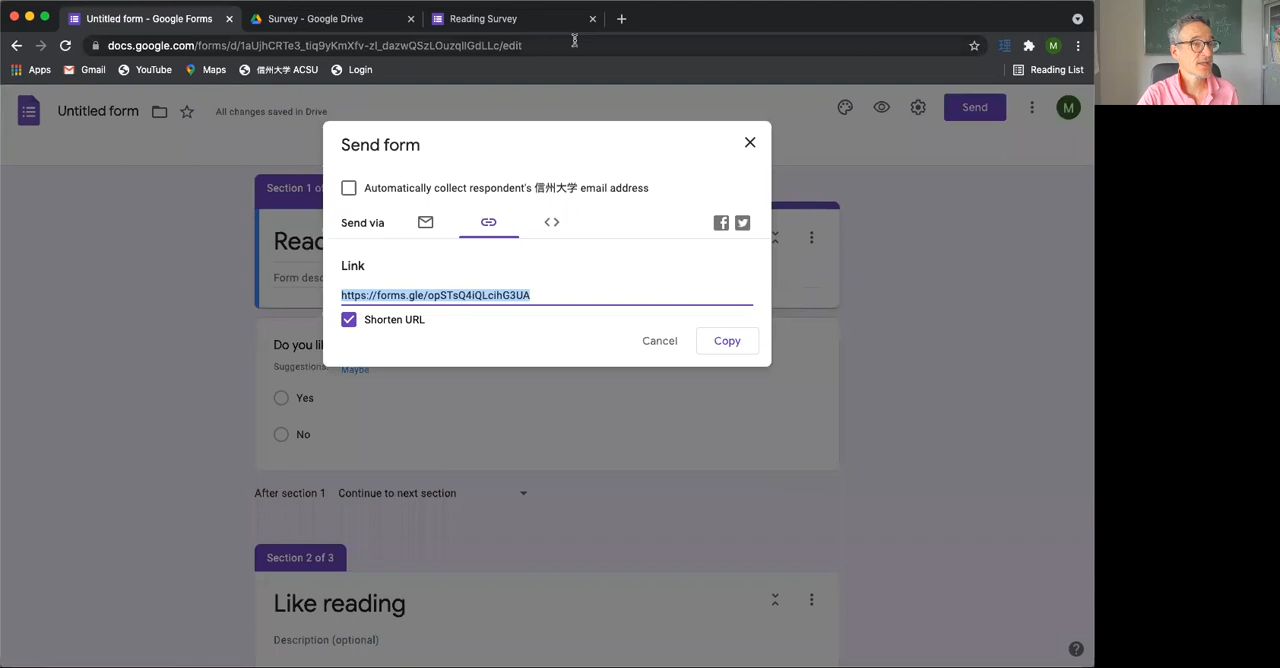 Untitled form - Google Forms
Survey - Google Drive
Reading Survey
docs.google.com/forms/d/1aUjhCRTe3_tiq9yKmXfv-zl_dazwQSzLOuzqlIGdLLc/edit
Apps
Gmail
YouTube
Maps
信州大学 ACSU
Login
Reading List
Untitled form
All changes saved in Drive
Send
M
Send form
Automatically collect respondent's 信州大学 email address
Send via
Link
https://forms.gle/opSTsQ4iQLcihG3UA
Shorten URL
Cancel
Copy
Section 1 of
Read
Form desc
Do you li
Suggestions:
Maybe
Yes
No
After section 1
Continue to next section
Section 2 of 3
Like reading
Description (optional)